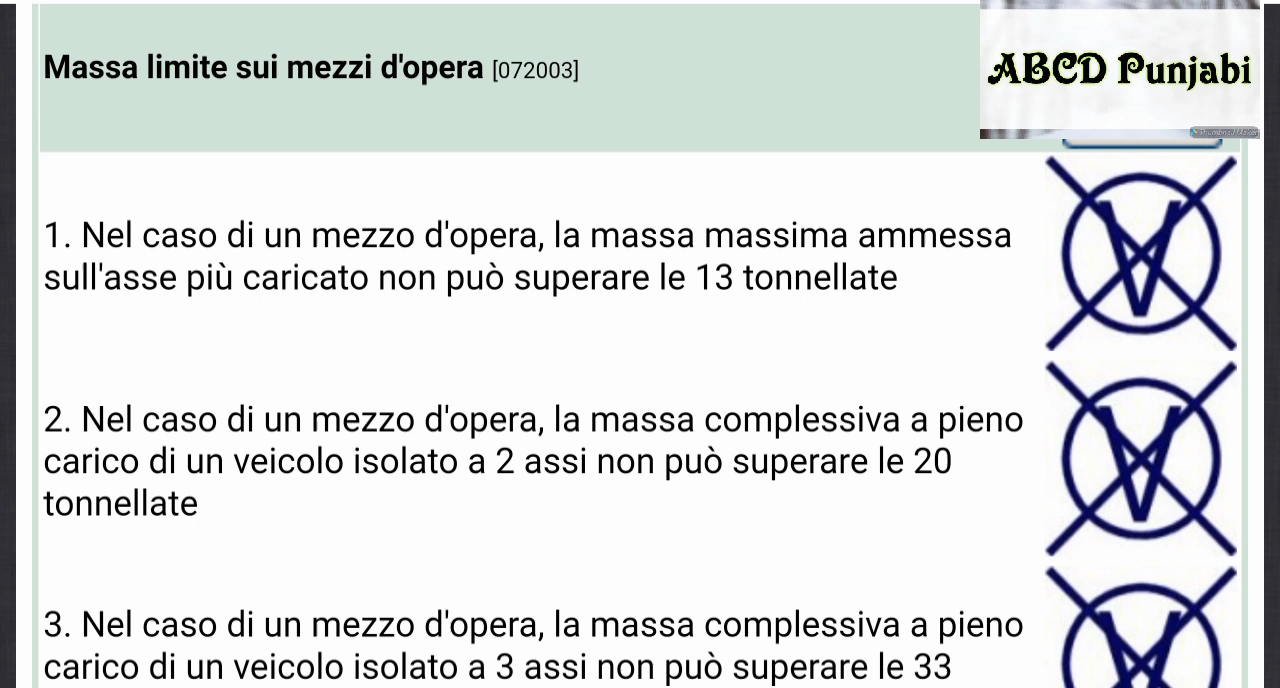 Massa limite sui mezzi d'opera [072003]
ABCD Punjabi
ThumbnailMaker
1. Nel caso di un mezzo d'opera, la massa massima ammessa
sull'asse più caricato non può superare le 13 tonnellate
V
2. Nel caso di un mezzo d'opera, la massa complessiva a pieno
carico di un veicolo isolato a 2 assi non può superare le 20
tonnellate
V
3. Nel caso di un mezzo d'opera, la massa complessiva a pieno
carico di un veicolo isolato a 3 assi non può superare le 33
V